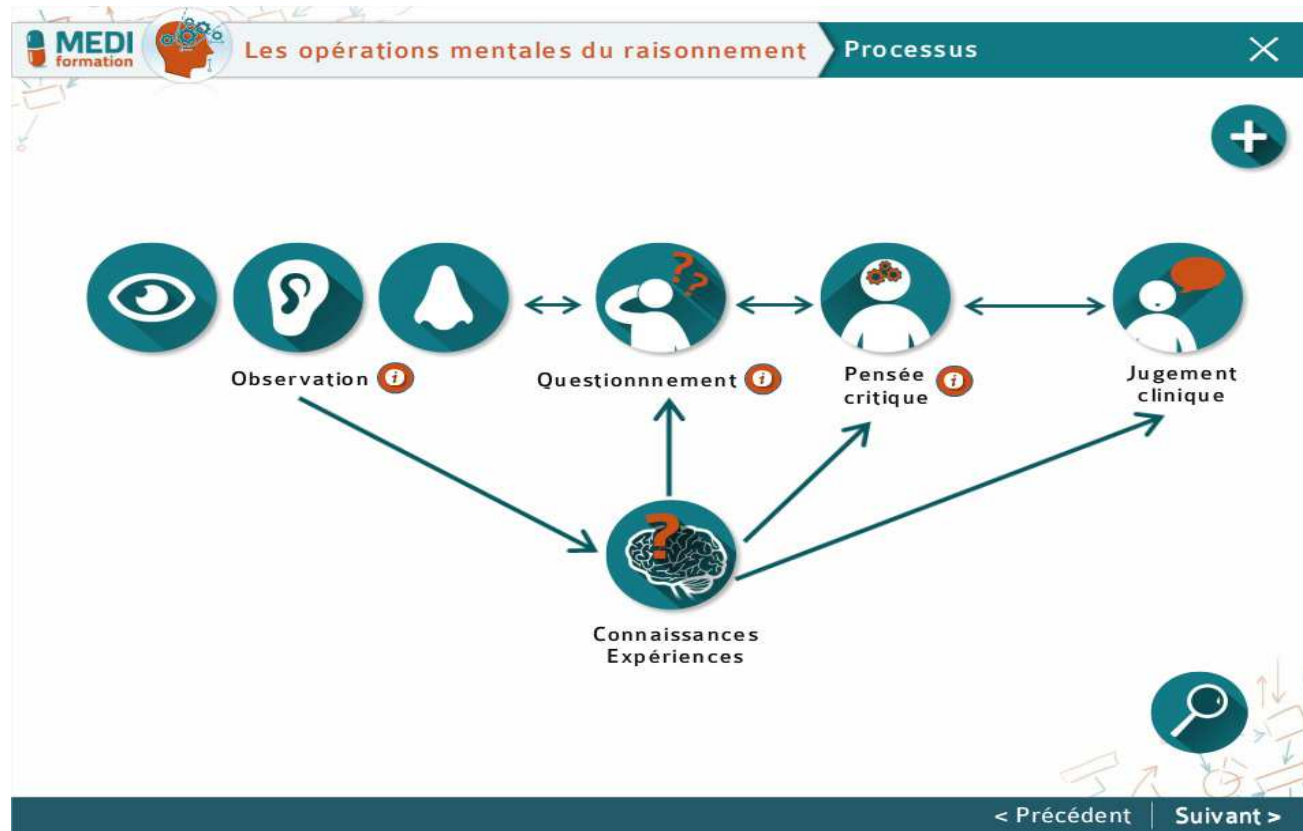 MEDI
formation
Les opérations mentales du raisonnement
Processus
Observation
Questionnnement
Pensée
critique
Jugement
clinique
Connaissances
Expériences
< Précédent | Suivant >